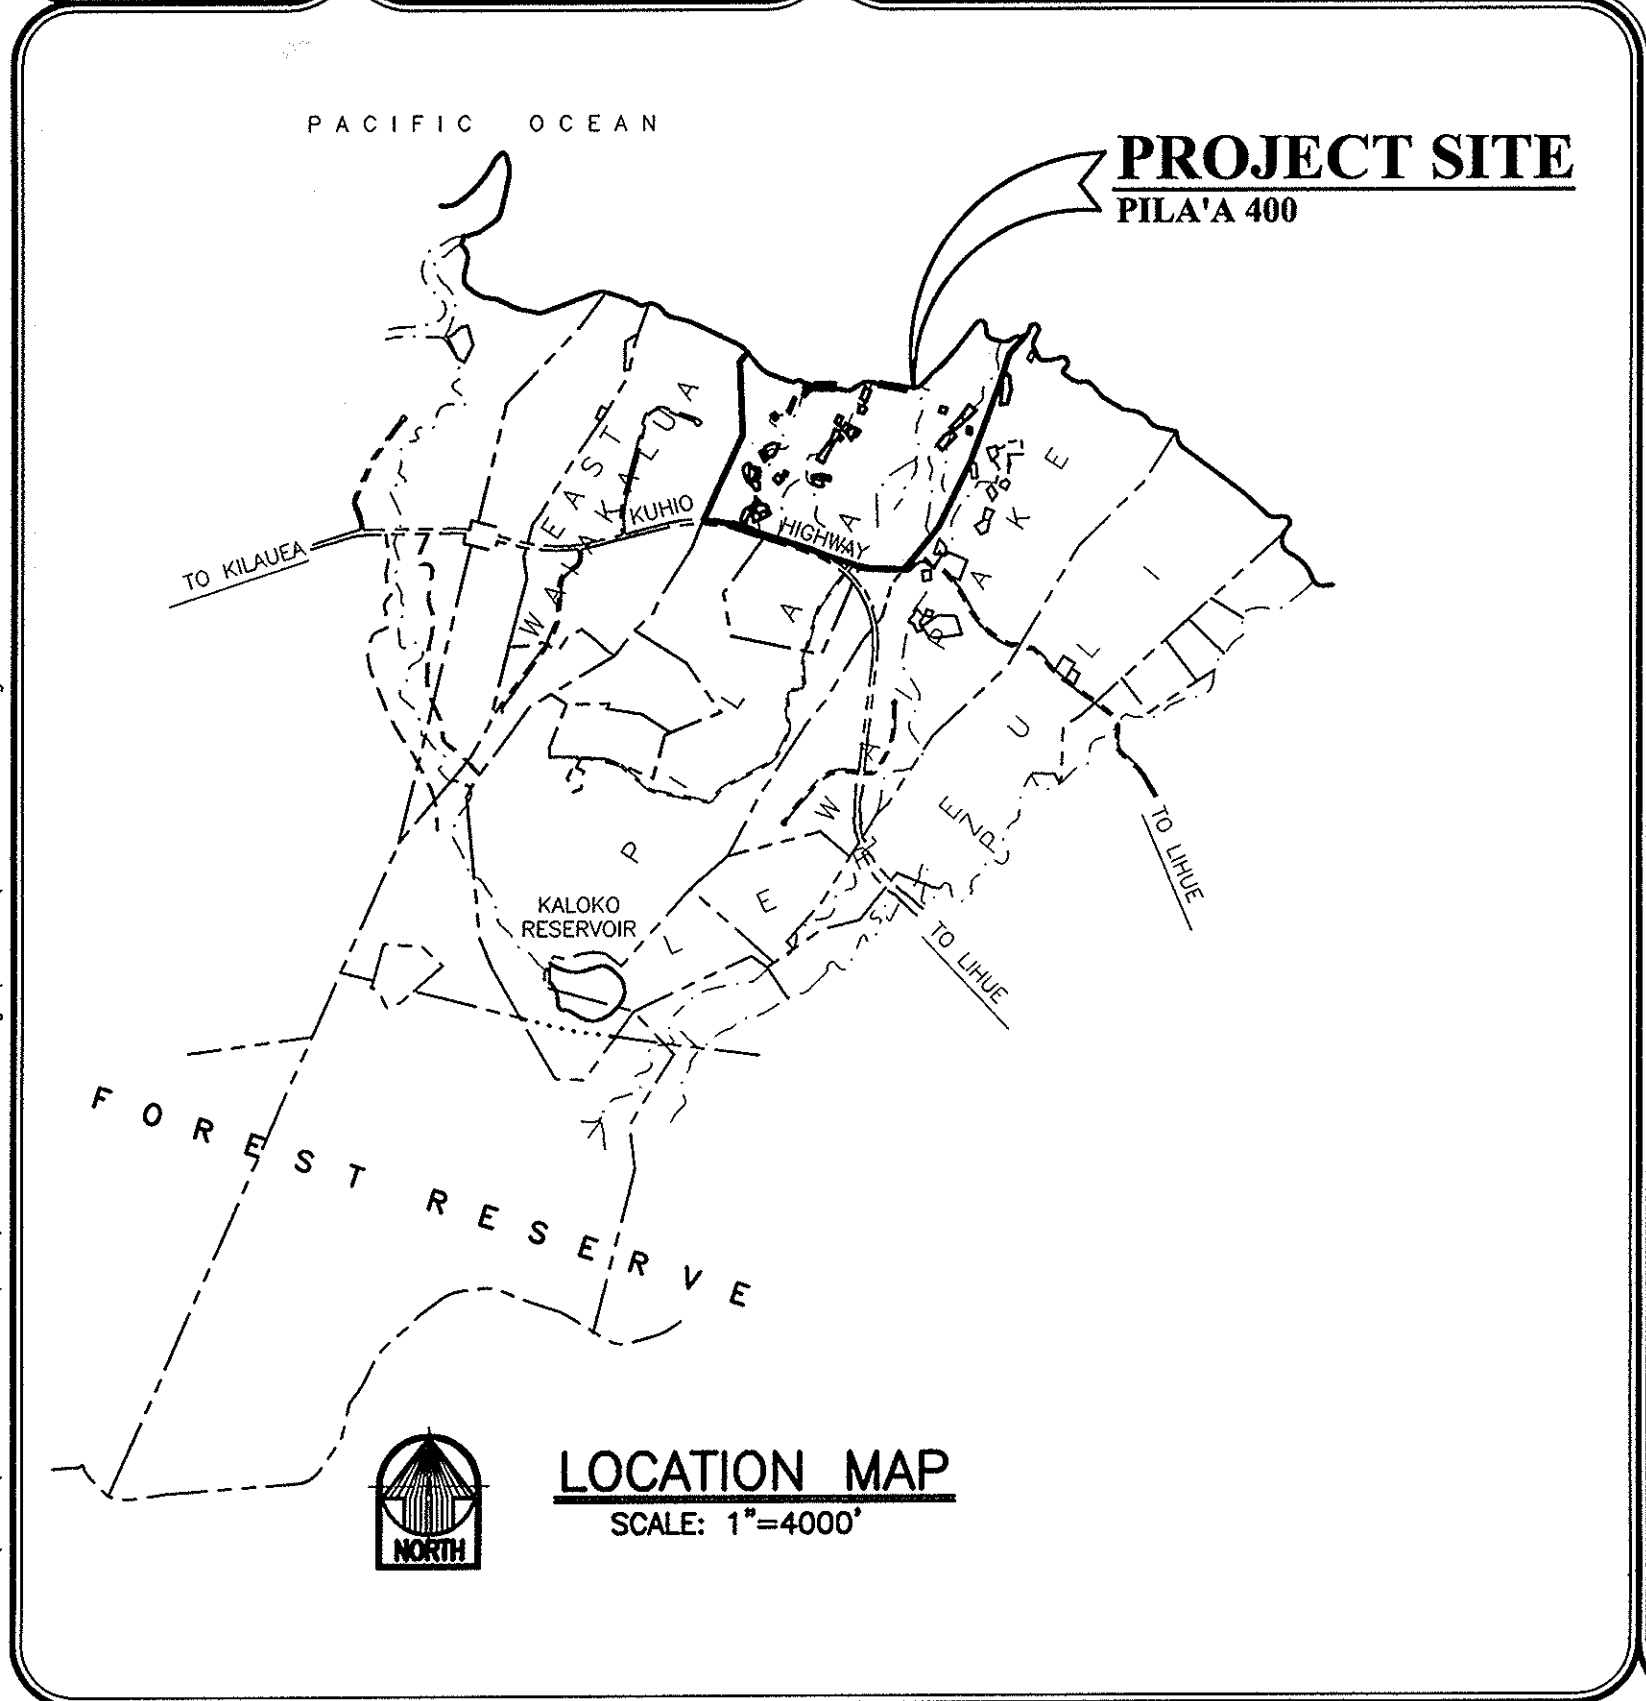 PACIFIC OCEAN
PROJECT SITE
PILA'A 400
EAST
WAIAKALUA
KUHIO
HIGHWAY
TO KILAUEA
PILAA
WAIPAKE
LEPEULI
KALOKO
RESERVOIR
TO LIHUE
TO LIHUE
FOREST RESERVE
NORTH
LOCATION MAP
SCALE: 1"=4000'